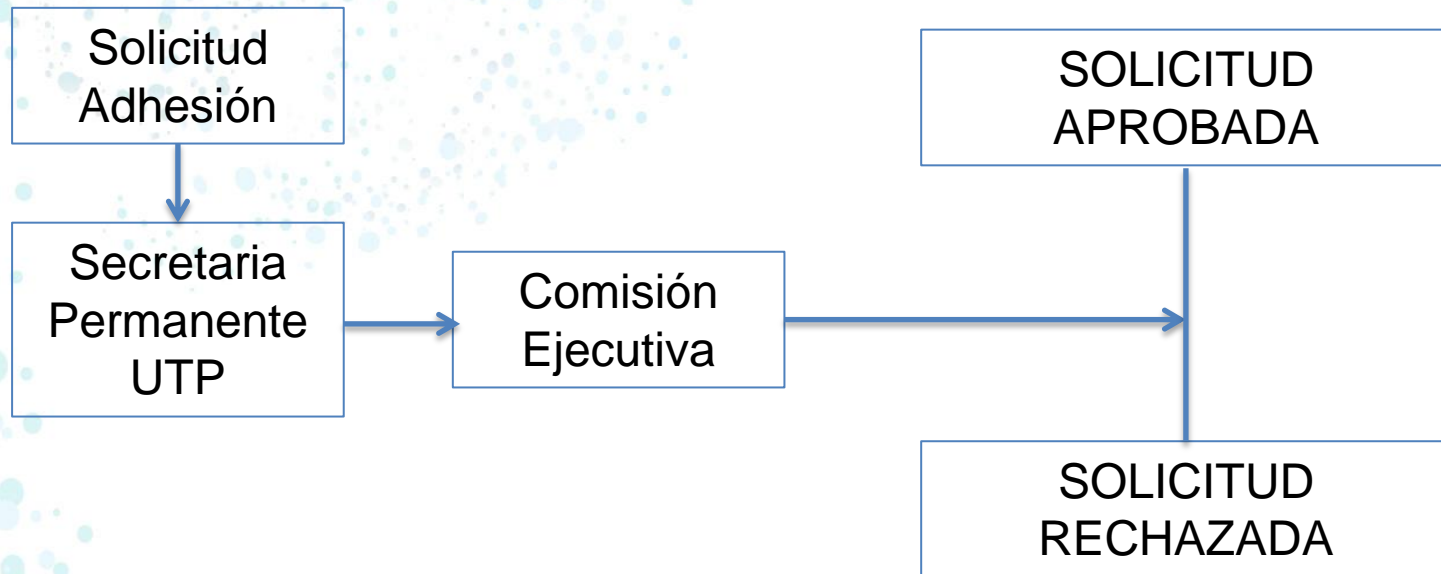 Solicitud
Adhesión
Secretaria
Permanente
UTP
Comisión
Ejecutiva
SOLICITUD
APROBADA
SOLICITUD
RECHAZADA